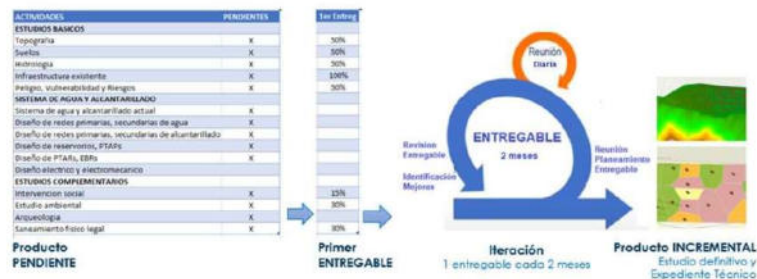 ACTIVIDADES PENDIENTES 1er Entreg
ESTUDIOS BASICOS
Topografia X 50%
Suelos X 50%
Hidrologia X 50%
Infraestructura existente X 100%
Peligro, Vulnerabilidad y Riesgos X 50%
SISTEMA DE AGUA Y ALCANTARILLADO
Sistema de agua y alcantarillado actual X
Diseño de redes primarias, secundarias de agua X
Diseño de redes primarias, secundarias de alcantarillado X
Diseño de reservorios, PTAPs X
Diseño de PTARs, EBRs X
Diseño electrico y electromecanico
ESTUDIOS COMPLEMENTARIOS
Intervencion social X 15%
Estudio ambiental X 30%
Arqueologia X
Saneamiento fisico legal X 30%
Producto
PENDIENTE
Primer
ENTREGABLE
Reunión
Diaria
ENTREGABLE
2 meses
Revision
Entregable
Identificación
Mejoras
Reunión
Planeamiento
Entregable
Iteración
1 entregable cada 2 meses
Producto INCREMENTAL
Estudio definitivo y
Expediente Técnico